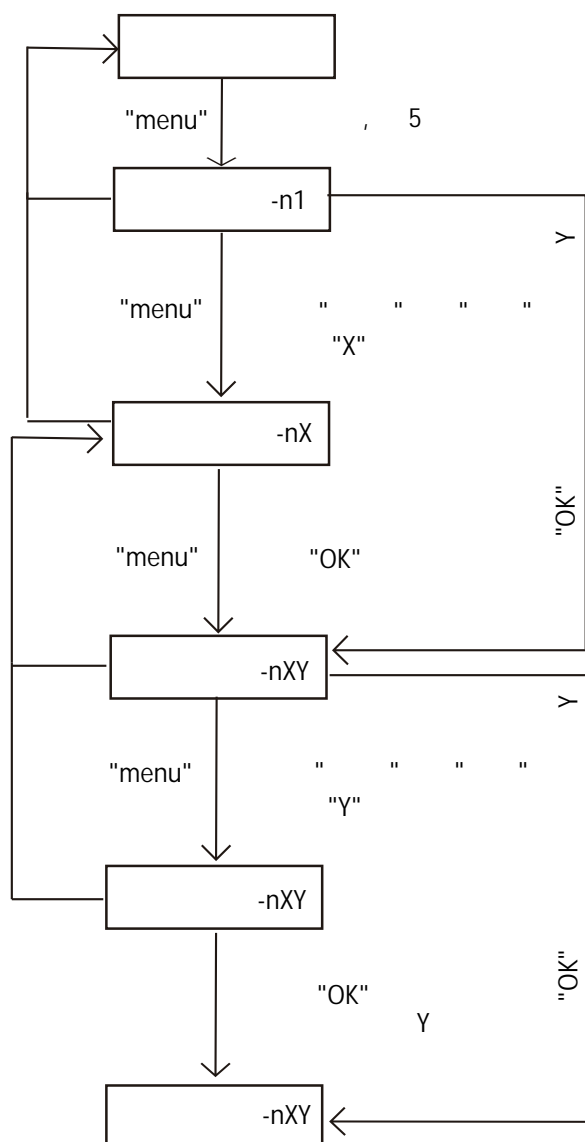 "menu" , 5
-n1
Y
"menu" " " " "
"X"
-nX
"OK"
"menu" "OK"
-nXY
Y
"menu" " " " "
"Y"
-nXY
"OK"
"OK"
Y
-nXY